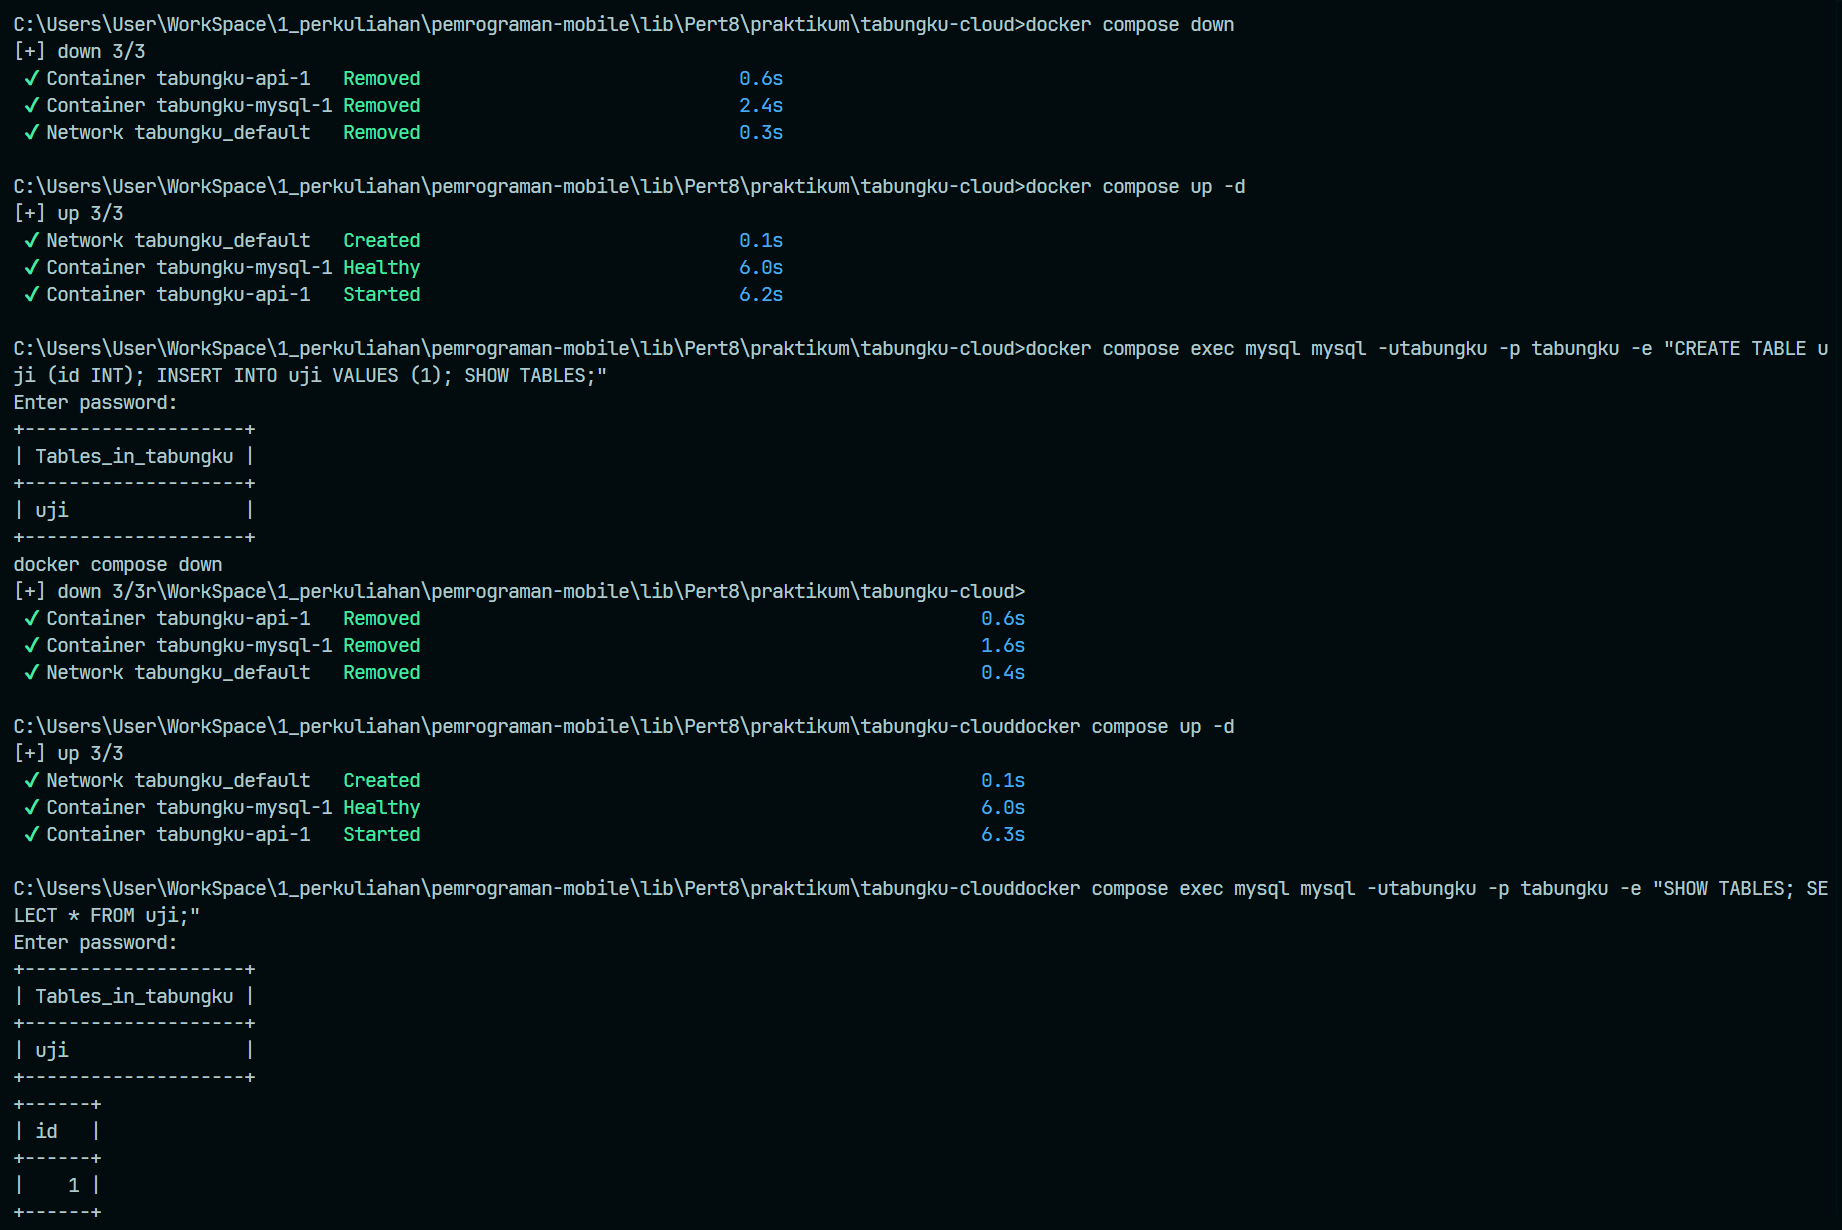 C:\Users\User\WorkSpace\1_perkuliahan\pemrograman-mobile\lib\Pert8\praktikum\tabungku-cloud>docker compose down
[+] down 3/3
 ✔ Container tabungku-api-1   Removed                             0.6s
 ✔ Container tabungku-mysql-1 Removed                             2.4s
 ✔ Network tabungku_default   Removed                             0.3s

C:\Users\User\WorkSpace\1_perkuliahan\pemrograman-mobile\lib\Pert8\praktikum\tabungku-cloud>docker compose up -d
[+] up 3/3
 ✔ Network tabungku_default   Created                             0.1s
 ✔ Container tabungku-mysql-1 Healthy                             6.0s
 ✔ Container tabungku-api-1   Started                             6.2s

C:\Users\User\WorkSpace\1_perkuliahan\pemrograman-mobile\lib\Pert8\praktikum\tabungku-cloud>docker compose exec mysql mysql -utabungku -p tabungku -e "CREATE TABLE u
ji (id INT); INSERT INTO uji VALUES (1); SHOW TABLES;"
Enter password:
+--------------------+
| Tables_in_tabungku |
+--------------------+
| uji                |
+--------------------+
docker compose down
[+] down 3/3r\WorkSpace\1_perkuliahan\pemrograman-mobile\lib\Pert8\praktikum\tabungku-cloud>
 ✔ Container tabungku-api-1   Removed                                                   0.6s
 ✔ Container tabungku-mysql-1 Removed                                                   1.6s
 ✔ Network tabungku_default   Removed                                                   0.4s

C:\Users\User\WorkSpace\1_perkuliahan\pemrograman-mobile\lib\Pert8\praktikum\tabungku-clouddocker compose up -d
[+] up 3/3
 ✔ Network tabungku_default   Created                                                   0.1s
 ✔ Container tabungku-mysql-1 Healthy                                                   6.0s
 ✔ Container tabungku-api-1   Started                                                   6.3s

C:\Users\User\WorkSpace\1_perkuliahan\pemrograman-mobile\lib\Pert8\praktikum\tabungku-clouddocker compose exec mysql mysql -utabungku -p tabungku -e "SHOW TABLES; SE
LECT * FROM uji;"
Enter password:
+--------------------+
| Tables_in_tabungku |
+--------------------+
| uji                |
+--------------------+
+------+
| id   |
+------+
|    1 |
+------+